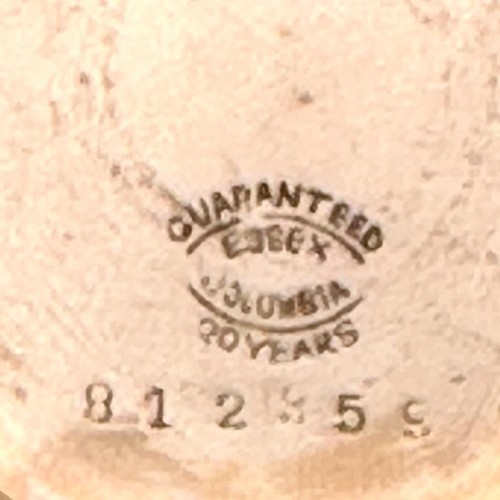 GUARANTEED
ESSEX
COLUMBIA
20 YEARS